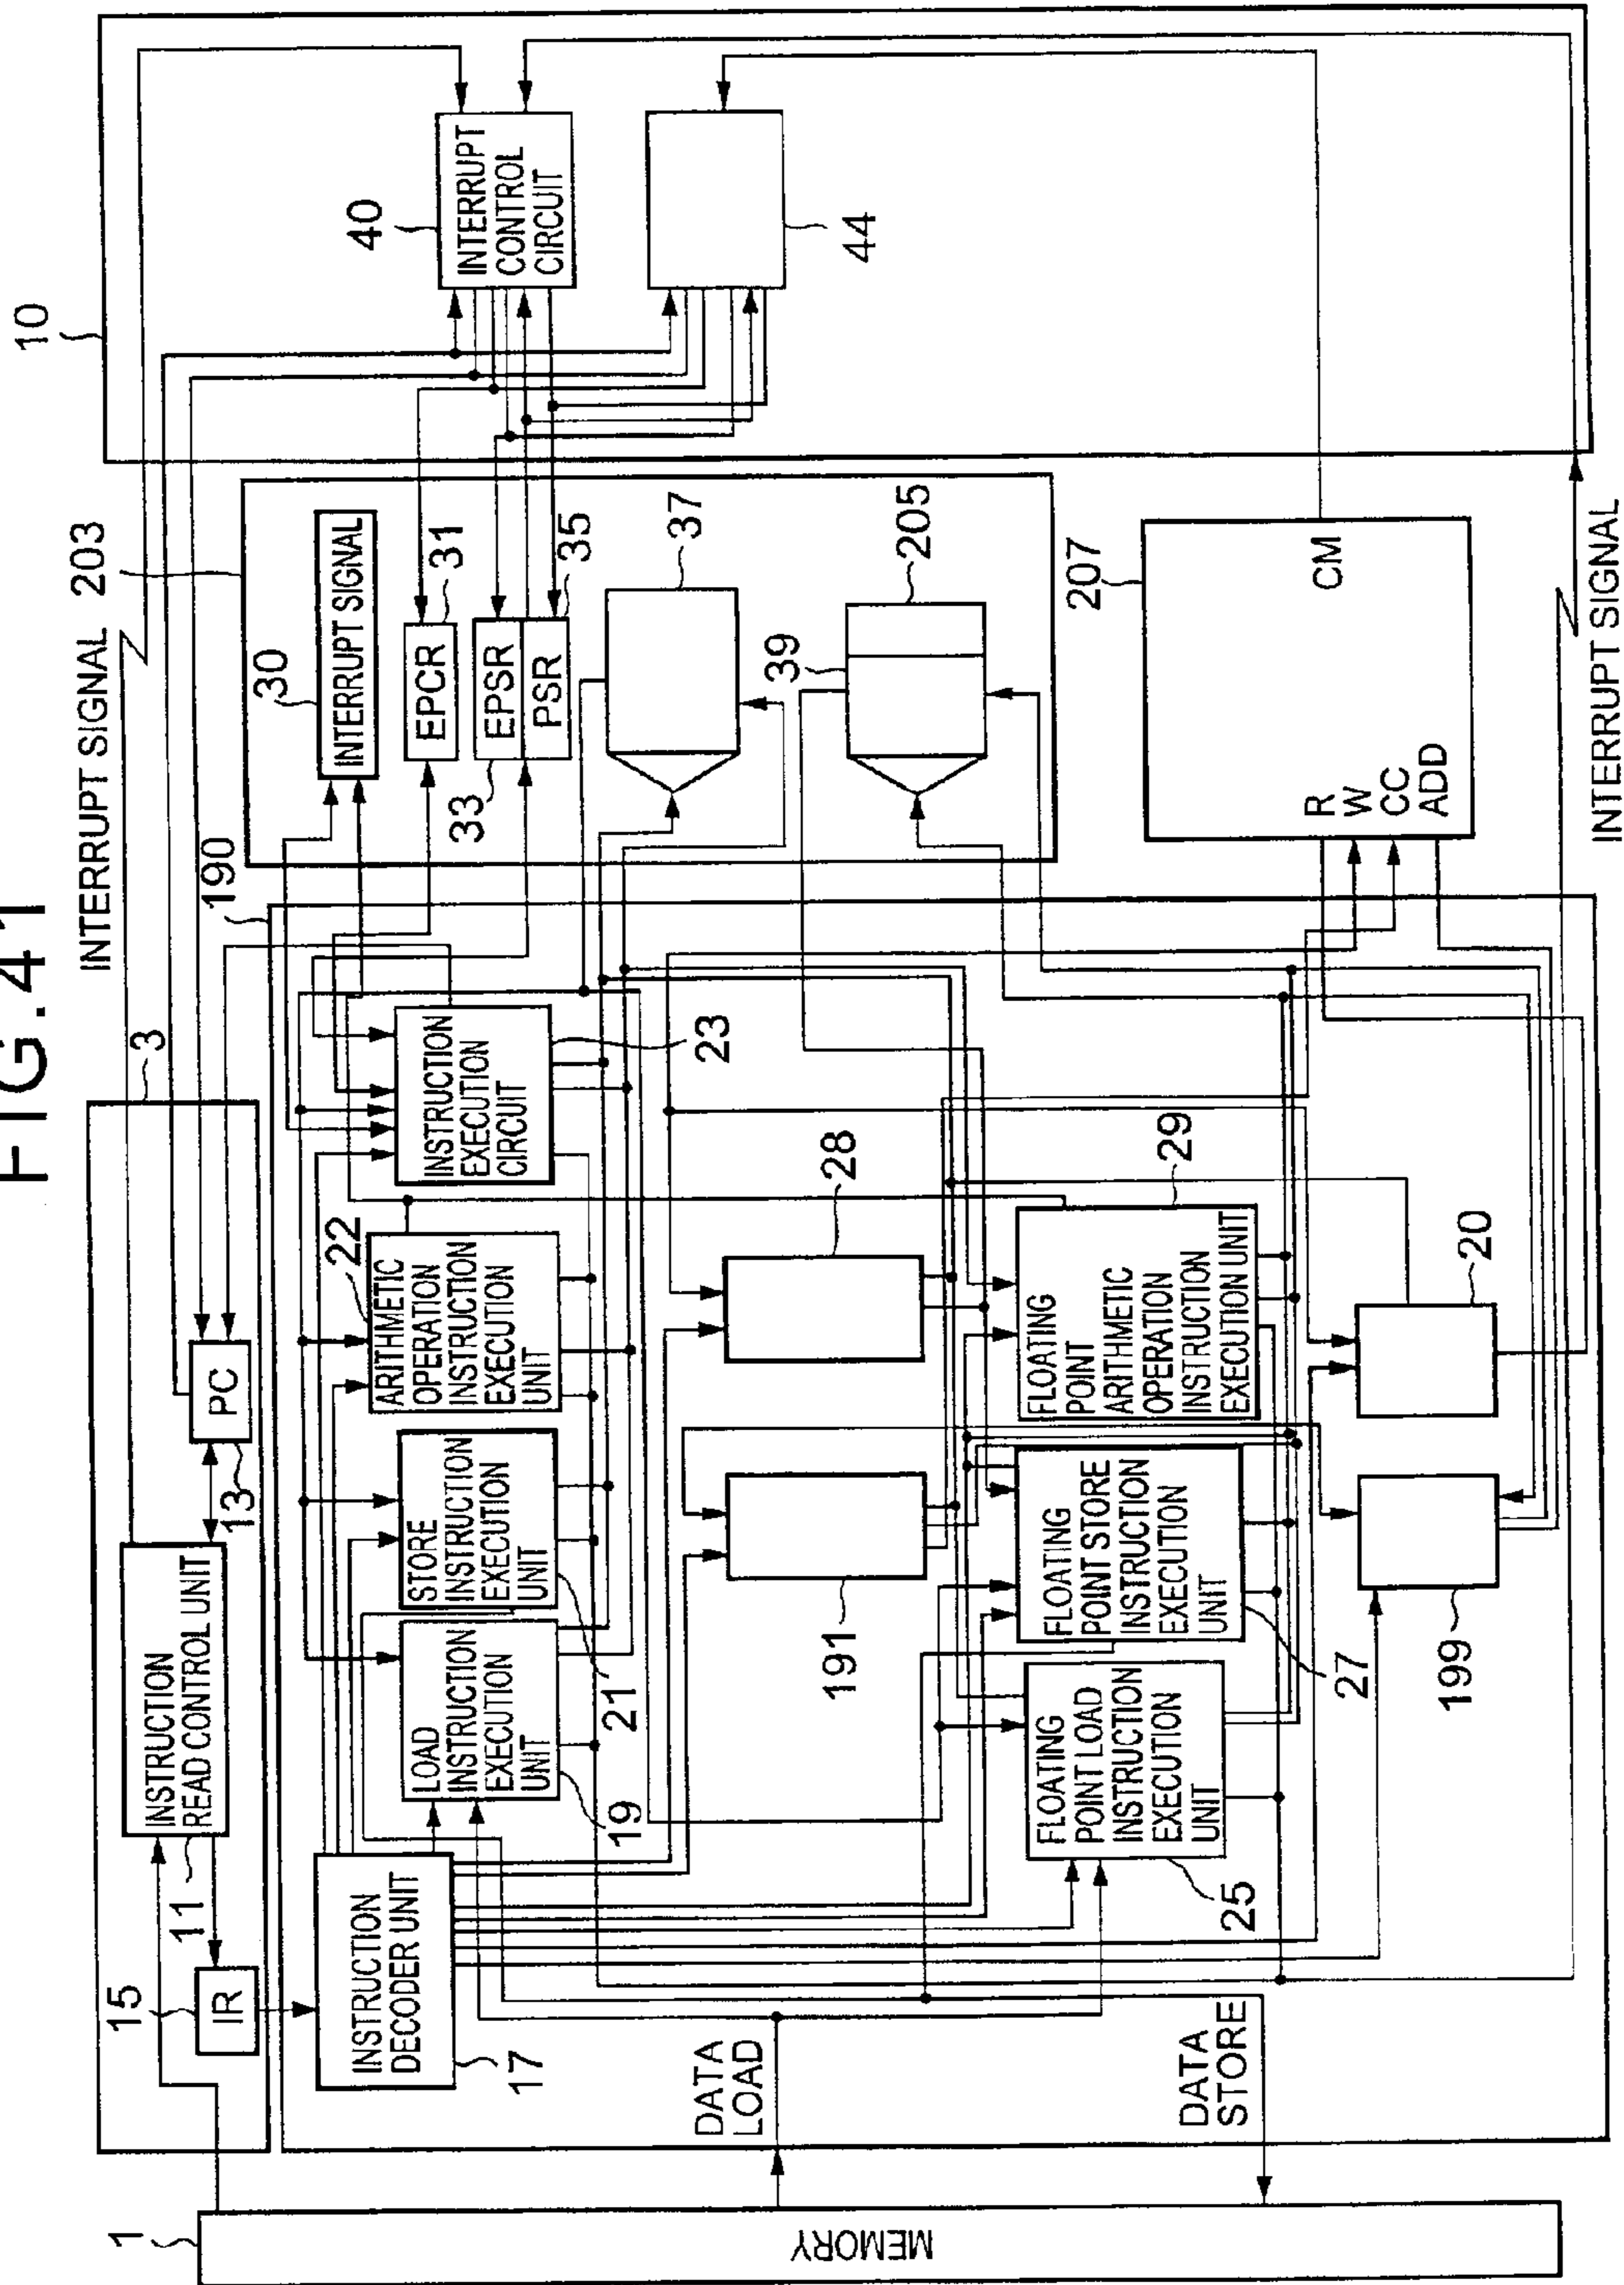 FIG. 41
INTERRUPT SIGNAL
203
10
3
190
INSTRUCTION
READ CONTROL UNIT
11
PC
13
15
IR
INSTRUCTION
DECODER UNIT
17
LOAD
INSTRUCTION
EXECUTION
UNIT
19
STORE
INSTRUCTION
EXECUTION
UNIT
21
22
ARITHMETIC
OPERATION
INSTRUCTION
EXECUTION
UNIT
INSTRUCTION
EXECUTION
CIRCUIT
23
30
INTERRUPT SIGNAL
EPCR
31
33
EPSR
PSR
35
37
39
205
40
INTERRUPT
CONTROL
CIRCUIT
44
191
28
FLOATING
POINT LOAD
INSTRUCTION
EXECUTION
UNIT
25
FLOATING
POINT STORE
INSTRUCTION
EXECUTION
UNIT
27
FLOATING
POINT
ARITHMETIC
OPERATION
INSTRUCTION
EXECUTION UNIT
29
199
20
207
R
W
CC
ADD
CM
INTERRUPT SIGNAL
DATA
LOAD
DATA
STORE
1
MEMORY